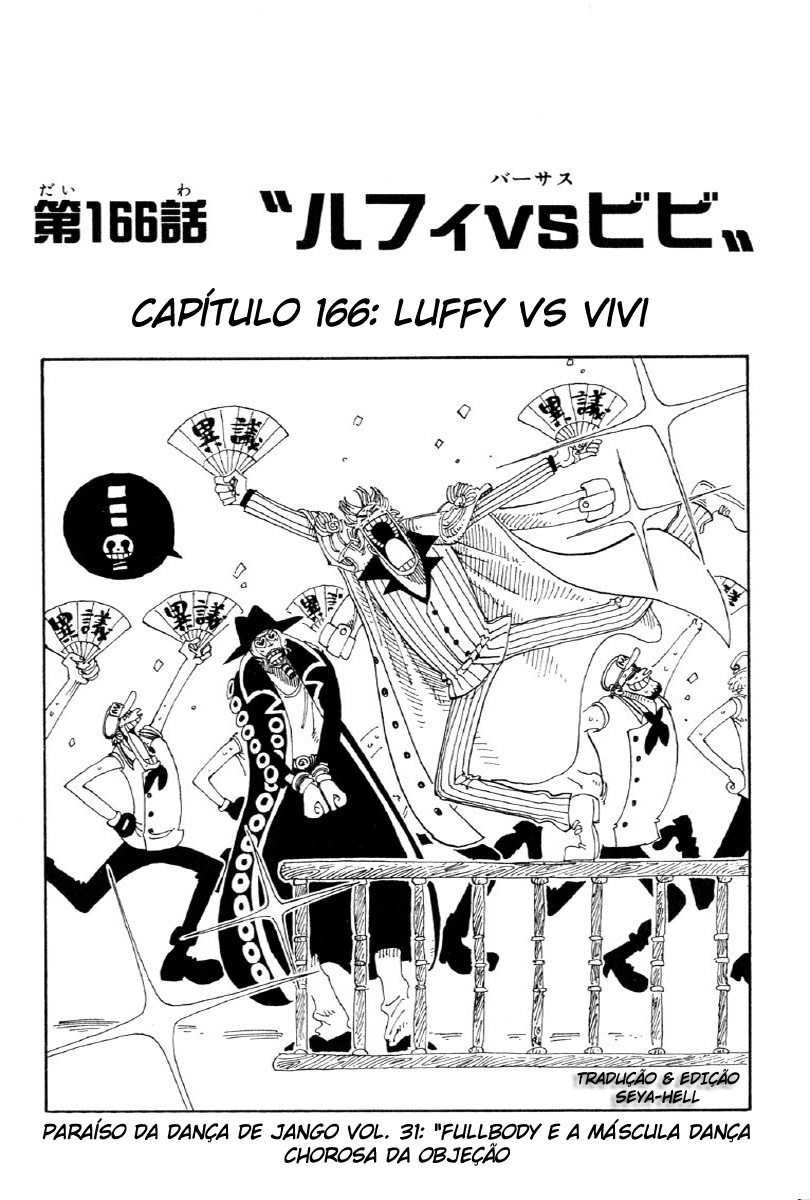 バーサス
だい わ
第166話 〝ルフィvsビビ〟
CAPÍTULO 166: LUFFY VS VIVI
異議
異議
異議
異議
異議
TRADUÇÃO & EDIÇÃO
SEYA-HELL
PARAÍSO DA DANÇA DE JANGO VOL. 31: "FULLBODY E A MÁSCULA DANÇA
CHOROSA DA OBJEÇÃO